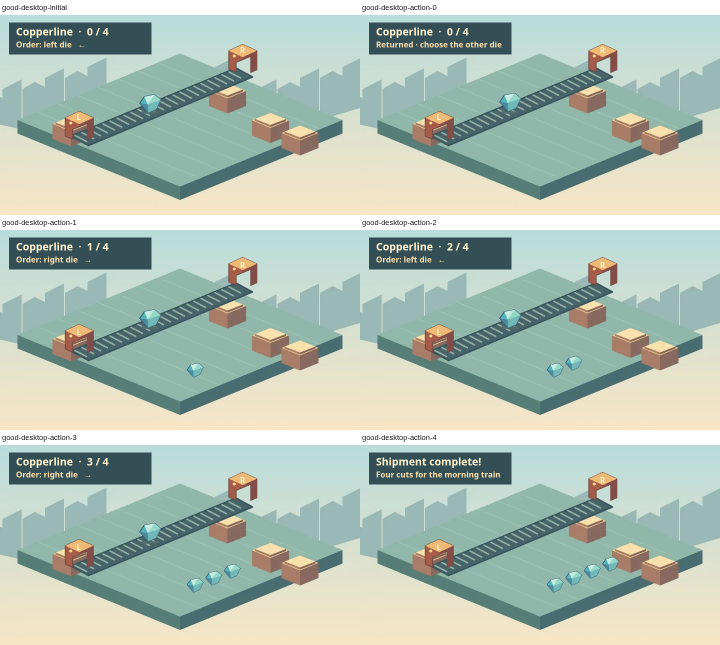 good-desktop-initial
Copperline · 0 / 4
Order: left die ←
L
R
good-desktop-action-0
Copperline · 0 / 4
Returned · choose the other die
L
R
good-desktop-action-1
Copperline · 1 / 4
Order: right die →
L
R
good-desktop-action-2
Copperline · 2 / 4
Order: left die ←
L
R
good-desktop-action-3
Copperline · 3 / 4
Order: right die →
L
R
good-desktop-action-4
Shipment complete!
Four cuts for the morning train
L
R